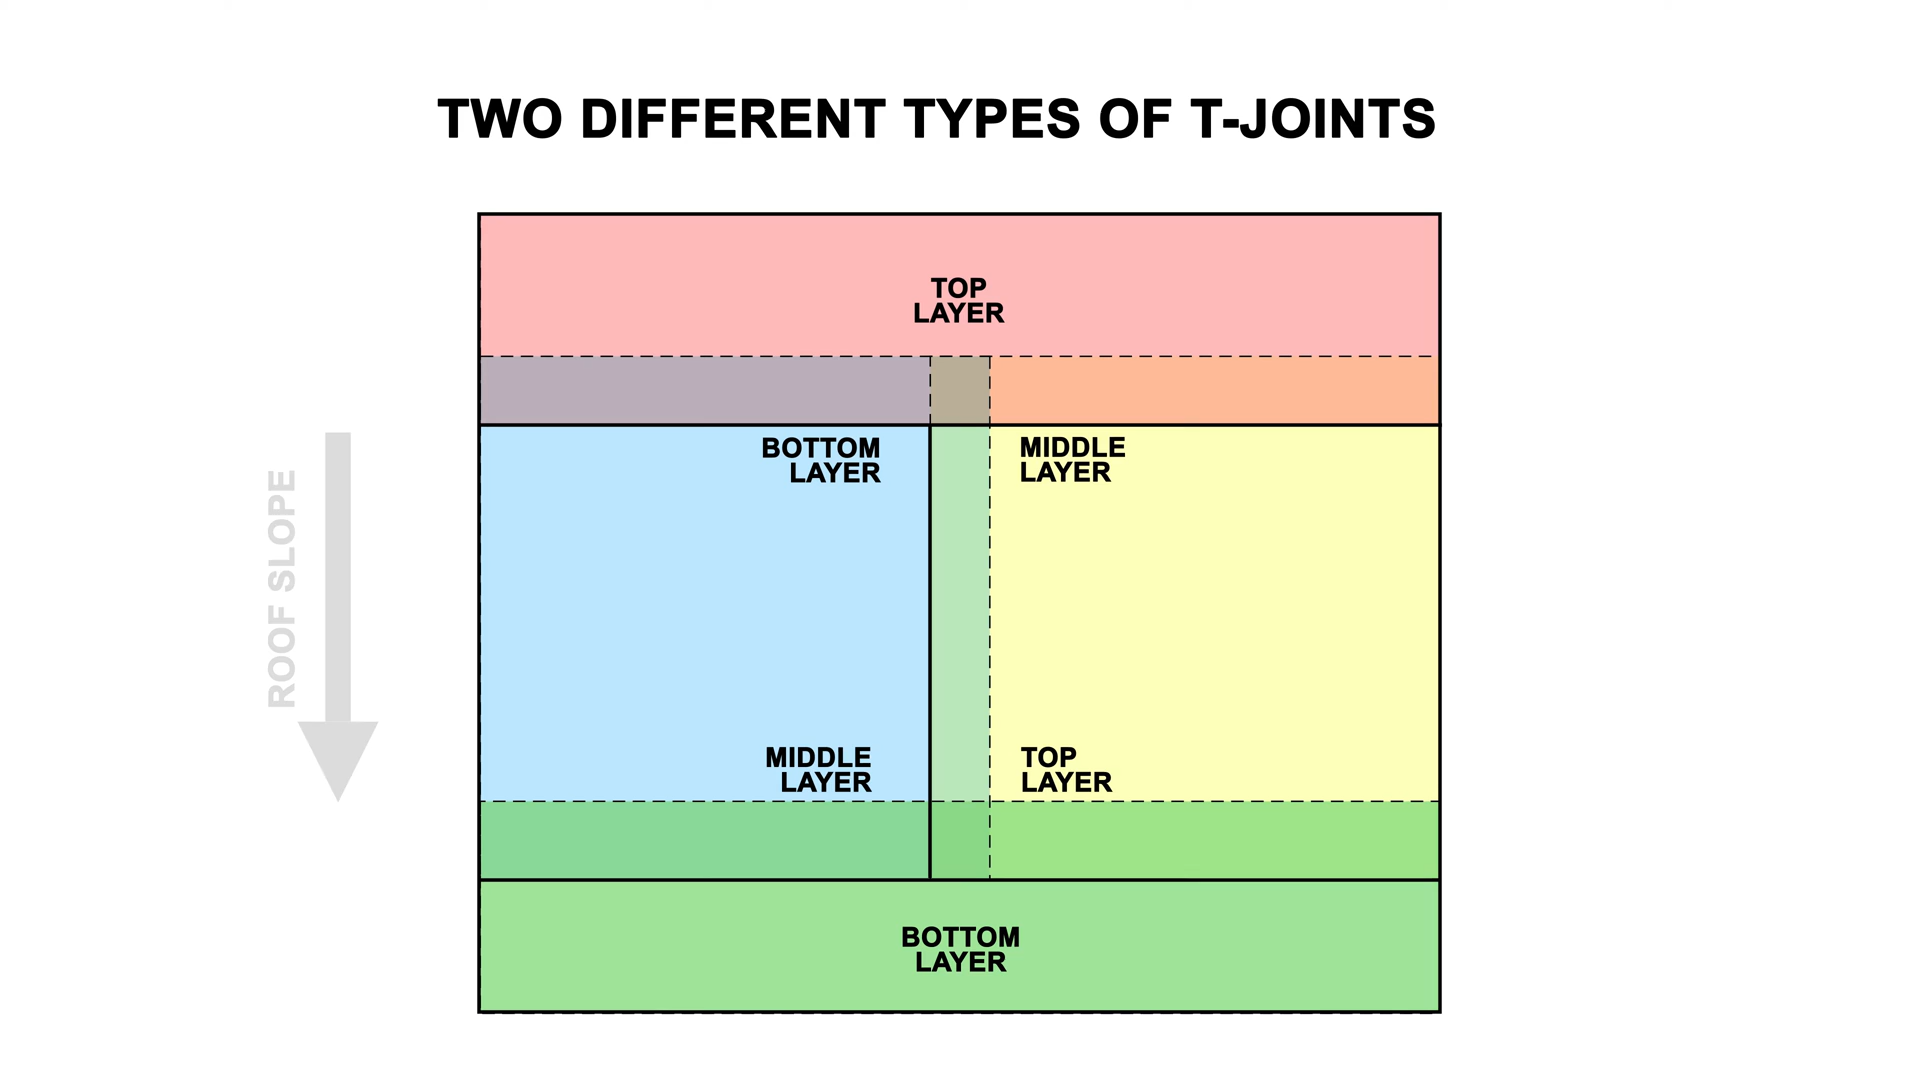 TWO DIFFERENT TYPES OF T-JOINTS
TOP
LAYER
BOTTOM
LAYER
MIDDLE
LAYER
ROOF SLOPE
MIDDLE
LAYER
TOP
LAYER
BOTTOM
LAYER